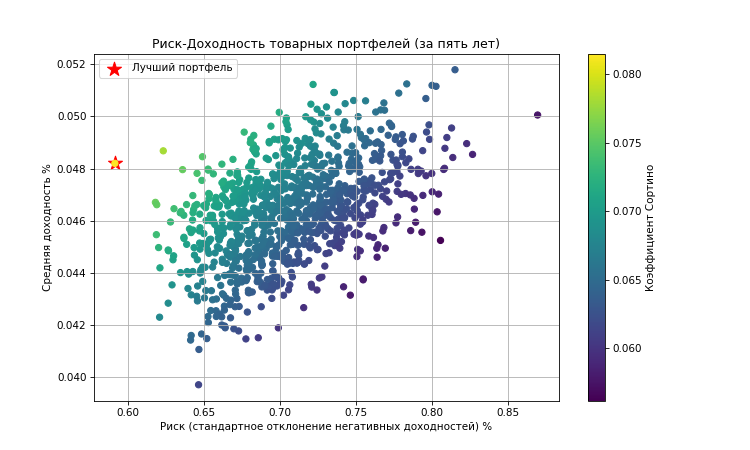 Риск-Доходность товарных портфелей (за пять лет)
Лучший портфель
Средняя доходность %
0.052
0.050
0.048
0.046
0.044
0.042
0.040
0.60 0.65 0.70 0.75 0.80 0.85
Риск (стандартное отклонение негативных доходностей) %
0.080
0.075
0.070
0.065
0.060
Коэффициент Сортино